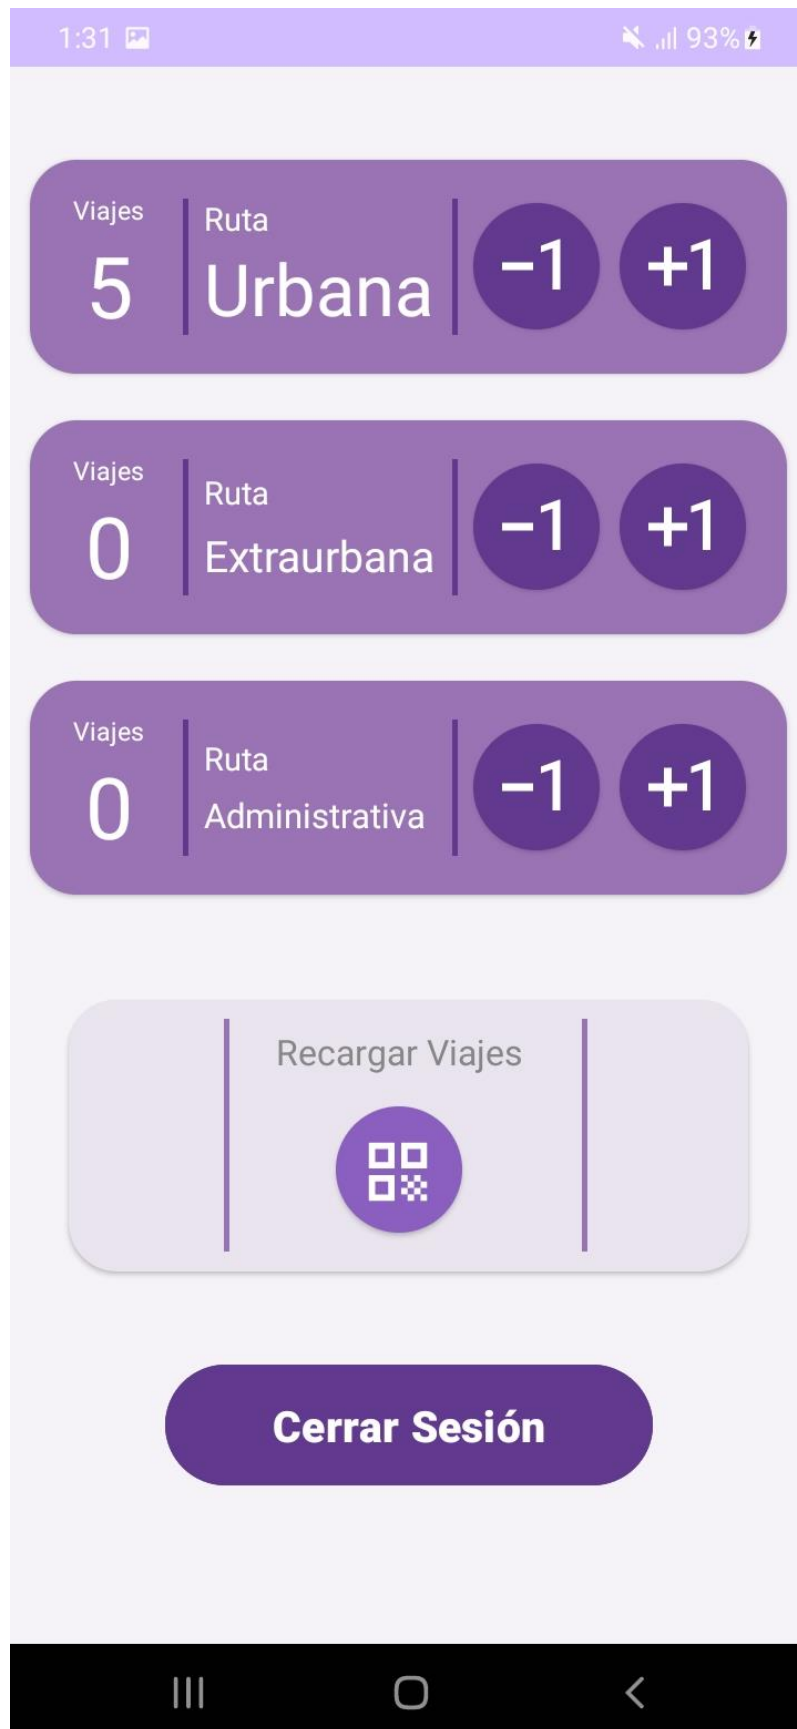 1:31 93%
Viajes
5
Ruta
Urbana
−1 +1
Viajes
0
Ruta
Extraurbana
−1 +1
Viajes
0
Ruta
Administrativa
−1 +1
Recargar Viajes
Cerrar Sesión